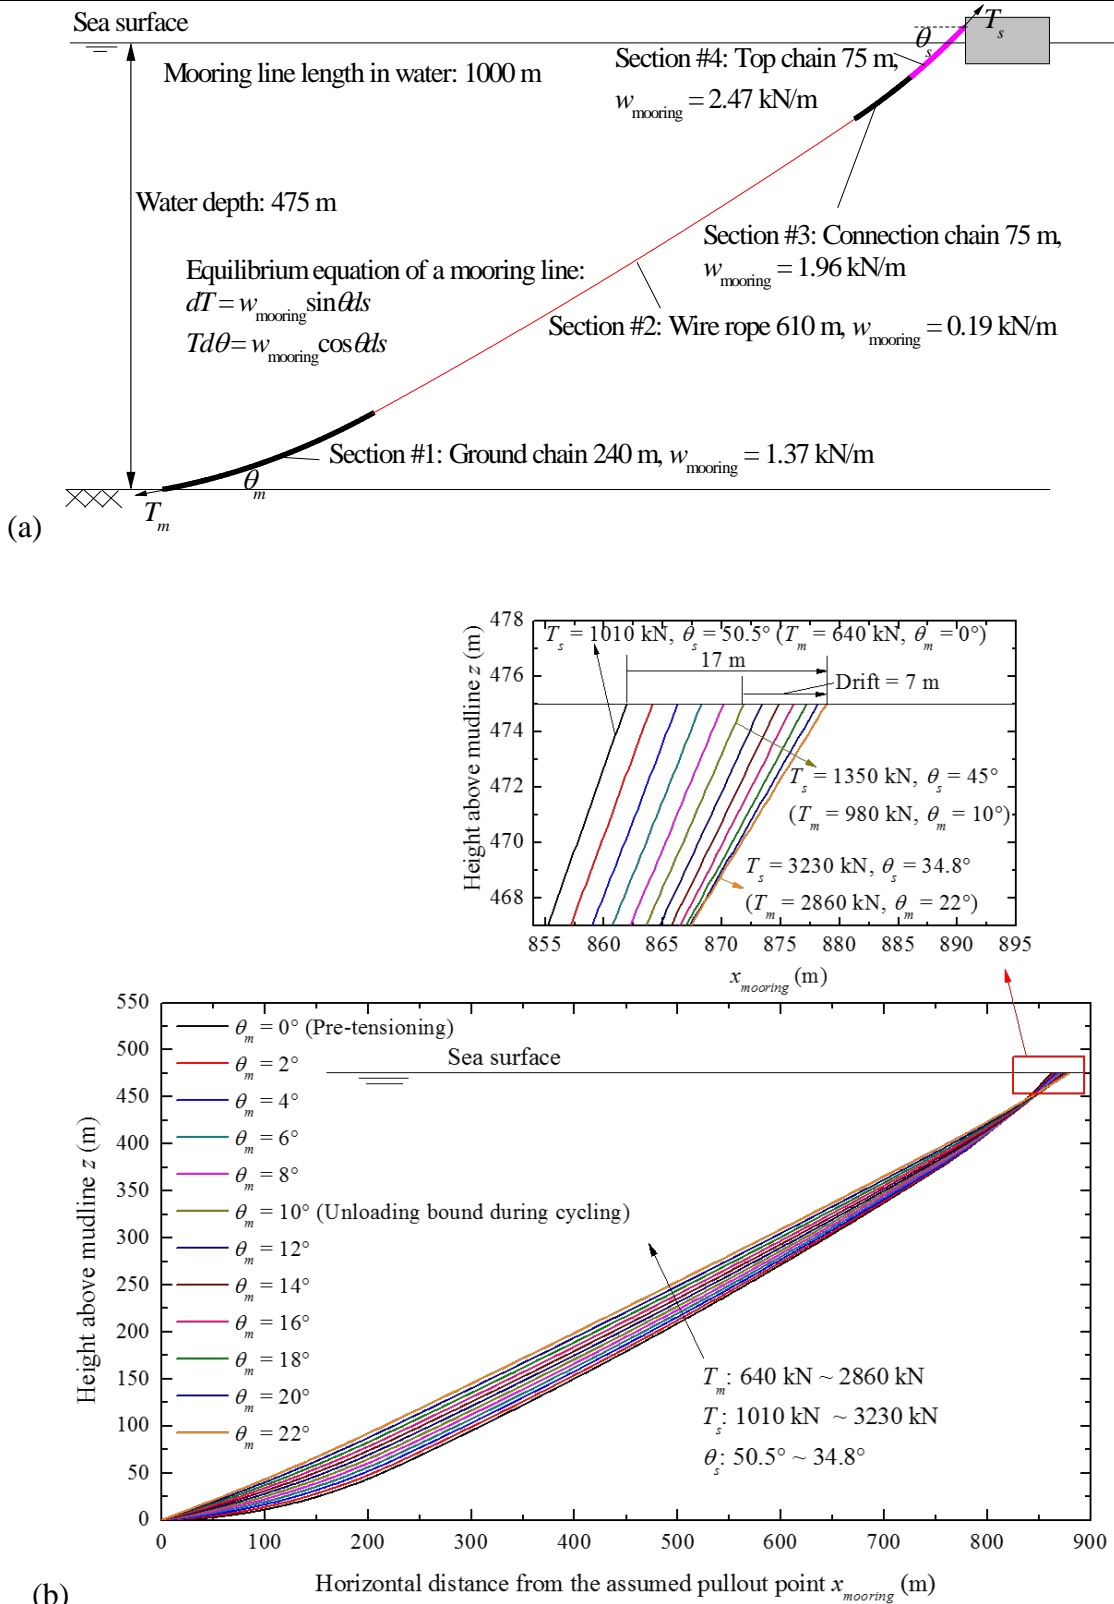 Sea surface
T_s
θ_s
Mooring line length in water: 1000 m
Section #4: Top chain 75 m,
w_mooring = 2.47 kN/m
Water depth: 475 m
Section #3: Connection chain 75 m,
w_mooring = 1.96 kN/m
Equilibrium equation of a mooring line:
dT = w_mooring sinθds
Tdθ = w_mooring cosθds
Section #2: Wire rope 610 m, w_mooring = 0.19 kN/m
Section #1: Ground chain 240 m, w_mooring = 1.37 kN/m
θ_m
T_m
(a)
478
476
474
472
470
468
Height above mudline z (m)
T_s = 1010 kN, θ_s = 50.5° (T_m = 640 kN, θ_m = 0°)
17 m
Drift = 7 m
T_s = 1350 kN, θ_s = 45°
(T_m = 980 kN, θ_m = 10°)
T_s = 3230 kN, θ_s = 34.8°
(T_m = 2860 kN, θ_m = 22°)
855 860 865 870 875 880 885 890 895
x_mooring (m)
550
500
450
400
350
300
250
200
150
100
50
0
Height above mudline z (m)
θ_m = 0° (Pre-tensioning)
θ_m = 2°
θ_m = 4°
θ_m = 6°
θ_m = 8°
θ_m = 10° (Unloading bound during cycling)
θ_m = 12°
θ_m = 14°
θ_m = 16°
θ_m = 18°
θ_m = 20°
θ_m = 22°
Sea surface
T_m: 640 kN ~ 2860 kN
T_s: 1010 kN ~ 3230 kN
θ_s: 50.5° ~ 34.8°
0 100 200 300 400 500 600 700 800 900
Horizontal distance from the assumed pullout point x_mooring (m)
(b)